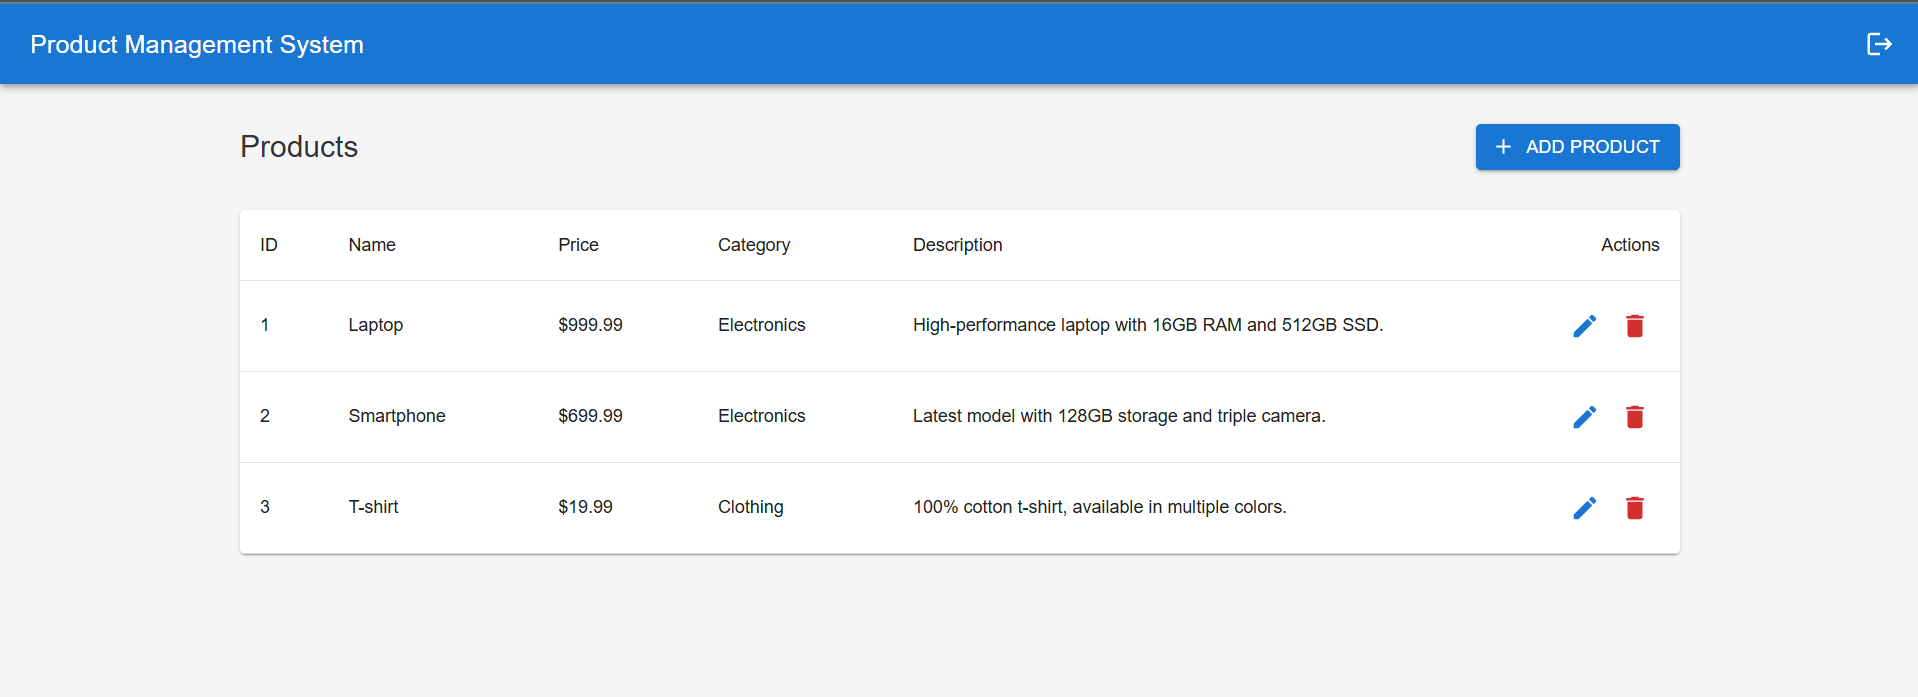 Product Management System
Products
ADD PRODUCT
ID Name Price Category Description Actions
1 Laptop $999.99 Electronics High-performance laptop with 16GB RAM and 512GB SSD.
2 Smartphone $699.99 Electronics Latest model with 128GB storage and triple camera.
3 T-shirt $19.99 Clothing 100% cotton t-shirt, available in multiple colors.